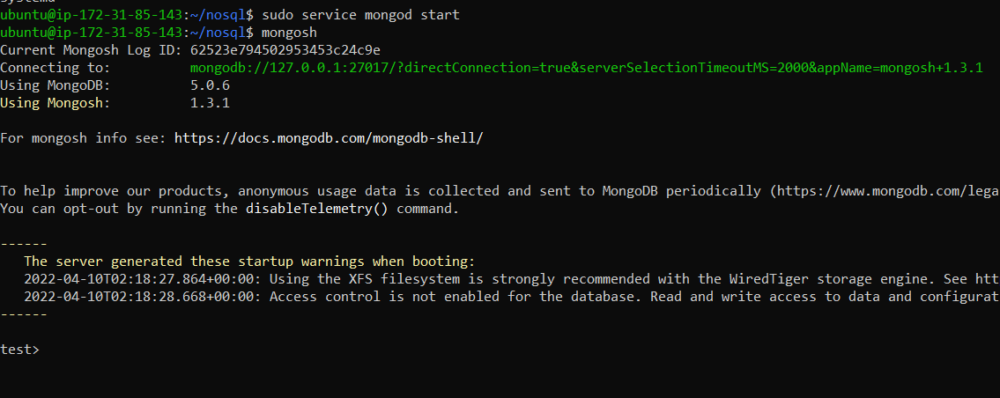 ubuntu@ip-172-31-85-143:~/nosql$ sudo service mongod start
ubuntu@ip-172-31-85-143:~/nosql$ mongosh
Current Mongosh Log ID: 62523e794502953453c24c9e
Connecting to:          mongodb://127.0.0.1:27017/?directConnection=true&serverSelectionTimeoutMS=2000&appName=mongosh+1.3.1
Using MongoDB:          5.0.6
Using Mongosh:          1.3.1
For mongosh info see: https://docs.mongodb.com/mongodb-shell/
To help improve our products, anonymous usage data is collected and sent to MongoDB periodically (https://www.mongodb.com/lega
You can opt-out by running the disableTelemetry() command.
------
   The server generated these startup warnings when booting:
   2022-04-10T02:18:27.864+00:00: Using the XFS filesystem is strongly recommended with the WiredTiger storage engine. See htt
   2022-04-10T02:18:28.668+00:00: Access control is not enabled for the database. Read and write access to data and configurat
------
test>